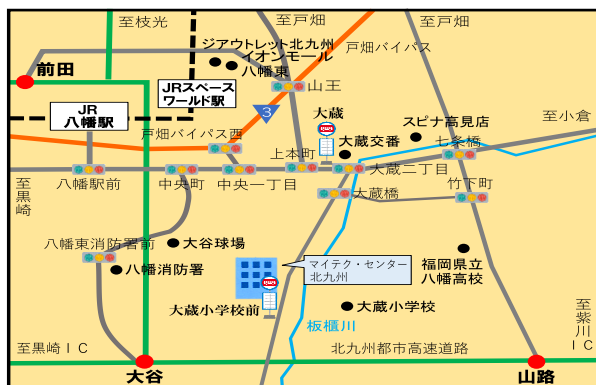 至枝光
至戸畑
至戸畑
ジアウトレット北九州
イオンモール
八幡東
戸畑バイパス
前田
JRスペース
ワールド駅
山王
JR
八幡駅
3
大蔵
スピナ高見店
至小倉
戸畑バイパス西
大蔵交番
七条橋
上本町
至黒崎
八幡駅前
中央町
中央一丁目
大蔵二丁目
大蔵橋
竹下町
八幡東消防署前
大谷球場
八幡消防署
マイテク・センター
北九州
福岡県立
八幡高校
大蔵小学校前
大蔵小学校
板櫃川
至紫川IC
至黒崎IC
北九州都市高速道路
大谷
山路